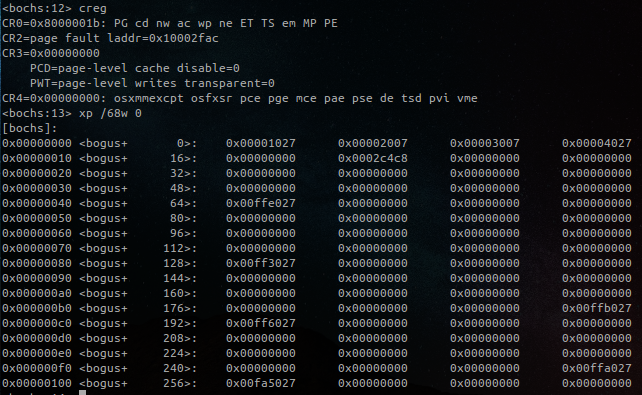 <bochs:12> creg
CR0=0x8000001b: PG cd nw ac wp ne ET TS em MP PE
CR2=page fault laddr=0x10002fac
CR3=0x00000000
    PCD=page-level cache disable=0
    PWT=page-level writes transparent=0
CR4=0x00000000: osxmmexcpt osfxsr pce pge mce pae pse de tsd pvi vme
<bochs:13> xp /68w 0
[bochs]:
0x00000000 <bogus+       0>:    0x00001027    0x00002007    0x00003007    0x00004027
0x00000010 <bogus+      16>:    0x00000000    0x0002c4c8    0x00000000    0x00000000
0x00000020 <bogus+      32>:    0x00000000    0x00000000    0x00000000    0x00000000
0x00000030 <bogus+      48>:    0x00000000    0x00000000    0x00000000    0x00000000
0x00000040 <bogus+      64>:    0x00ffe027    0x00000000    0x00000000    0x00000000
0x00000050 <bogus+      80>:    0x00000000    0x00000000    0x00000000    0x00000000
0x00000060 <bogus+      96>:    0x00000000    0x00000000    0x00000000    0x00000000
0x00000070 <bogus+     112>:    0x00000000    0x00000000    0x00000000    0x00000000
0x00000080 <bogus+     128>:    0x00ff3027    0x00000000    0x00000000    0x00000000
0x00000090 <bogus+     144>:    0x00000000    0x00000000    0x00000000    0x00000000
0x000000a0 <bogus+     160>:    0x00000000    0x00000000    0x00000000    0x00000000
0x000000b0 <bogus+     176>:    0x00000000    0x00000000    0x00000000    0x00ffb027
0x000000c0 <bogus+     192>:    0x00ff6027    0x00000000    0x00000000    0x00000000
0x000000d0 <bogus+     208>:    0x00000000    0x00000000    0x00000000    0x00000000
0x000000e0 <bogus+     224>:    0x00000000    0x00000000    0x00000000    0x00000000
0x000000f0 <bogus+     240>:    0x00000000    0x00000000    0x00000000    0x00ffa027
0x00000100 <bogus+     256>:    0x00fa5027    0x00000000    0x00000000    0x00000000